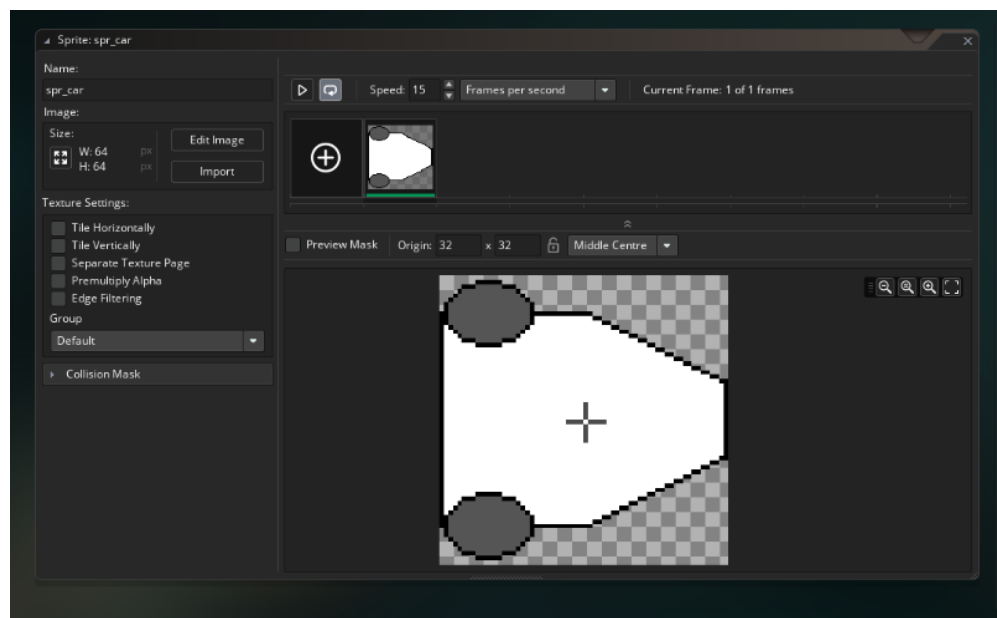 Sprite: spr_car
Name:
spr_car
Image:
Size:
W: 64 px
H: 64 px
Edit Image
Import
Texture Settings:
Tile Horizontally
Tile Vertically
Separate Texture Page
Premultiply Alpha
Edge Filtering
Group
Default
Collision Mask
Speed: 15 Frames per second Current Frame: 1 of 1 frames
Preview Mask Origin: 32 x 32 Middle Centre